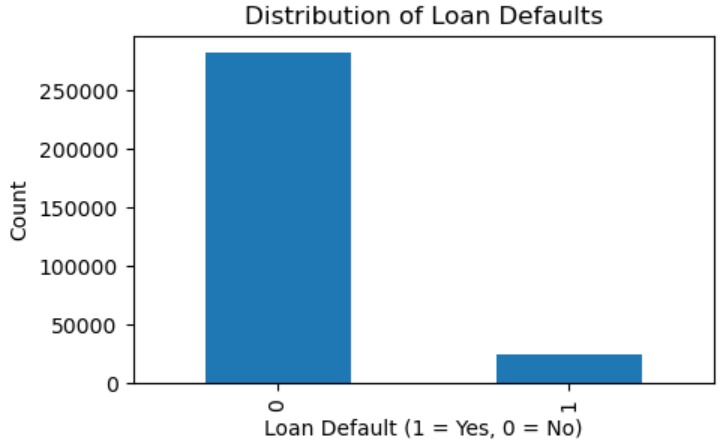 Distribution of Loan Defaults
250000
200000
150000
100000
50000
0
Count
0
1
Loan Default (1 = Yes, 0 = No)